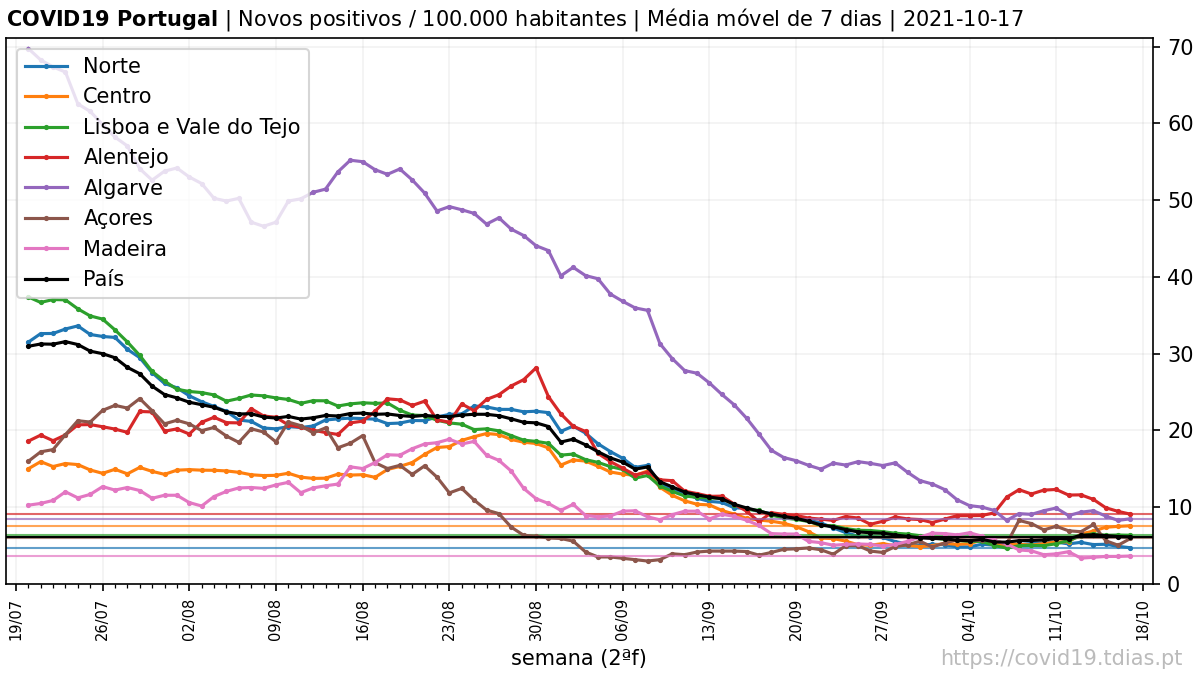 COVID19 Portugal | Novos positivos / 100.000 habitantes | Média móvel de 7 dias | 2021-10-17
Norte
Centro
Lisboa e Vale do Tejo
Alentejo
Algarve
Açores
Madeira
País
70
60
50
40
30
20
10
0
19/07 26/07 02/08 09/08 16/08 23/08 30/08 06/09 13/09 20/09 27/09 04/10 11/10 18/10
semana (2ªf)
https://covid19.tdias.pt